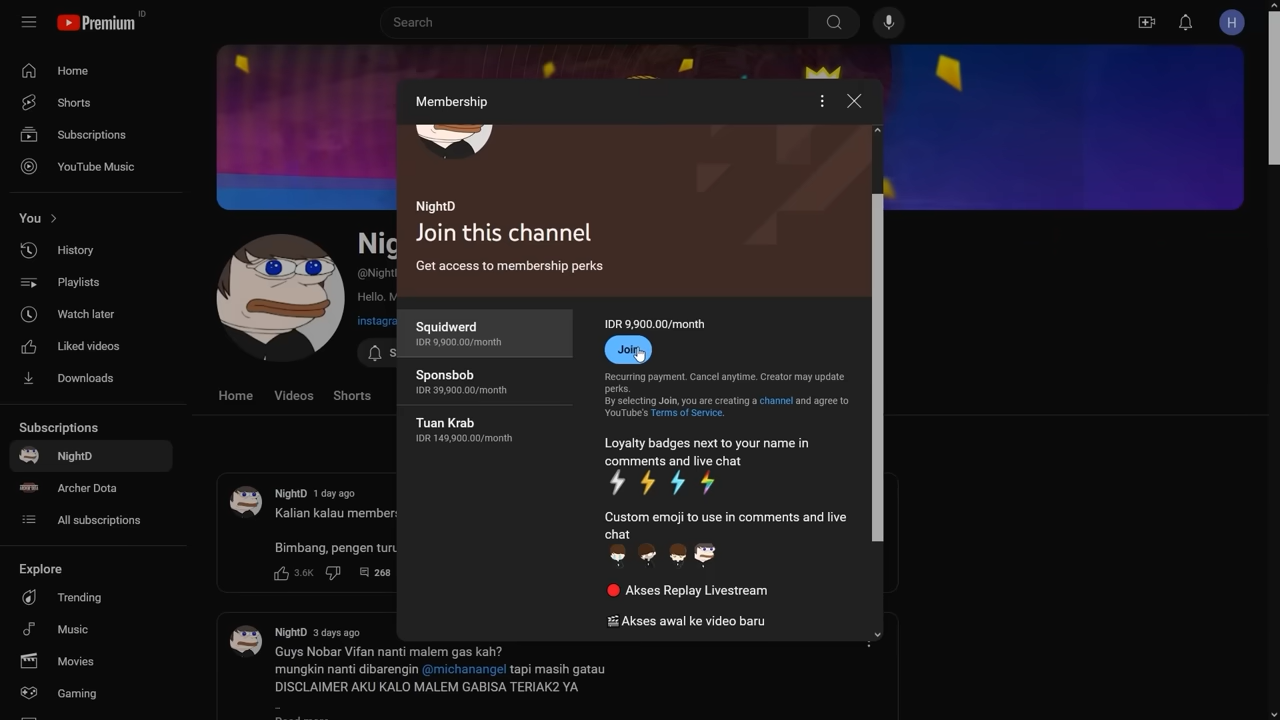 Premium ID
Search
H
Home
Shorts
Subscriptions
YouTube Music
You
History
Playlists
Watch later
Liked videos
Downloads
Subscriptions
NightD
Archer Dota
All subscriptions
Explore
Trending
Music
Movies
Gaming
Hello.
Home Videos Shorts
NightD 1 day ago
Kalian kalau
Bimbang, pengen
3.6K 268
NightD 3 days ago
Guys Nobar Vifan nanti malem gas kah?
mungkin nanti dibarengin @michanangel tapi masih gatau
DISCLAIMER AKU KALO MALEM GABISA TERIAK2 YA
..
Membership
NightD
Join this channel
Get access to membership perks
Squidwerd
IDR 9,900.00/month
Sponsbob
IDR 39,900.00/month
Tuan Krab
IDR 149,900.00/month
IDR 9,900.00/month
Join
Recurring payment. Cancel anytime. Creator may update
perks.
By selecting Join, you are creating a channel and agree to
YouTube's Terms of Service.
Loyalty badges next to your name in
comments and live chat
Custom emoji to use in comments and live
chat
Akses Replay Livestream
Akses awal ke video baru